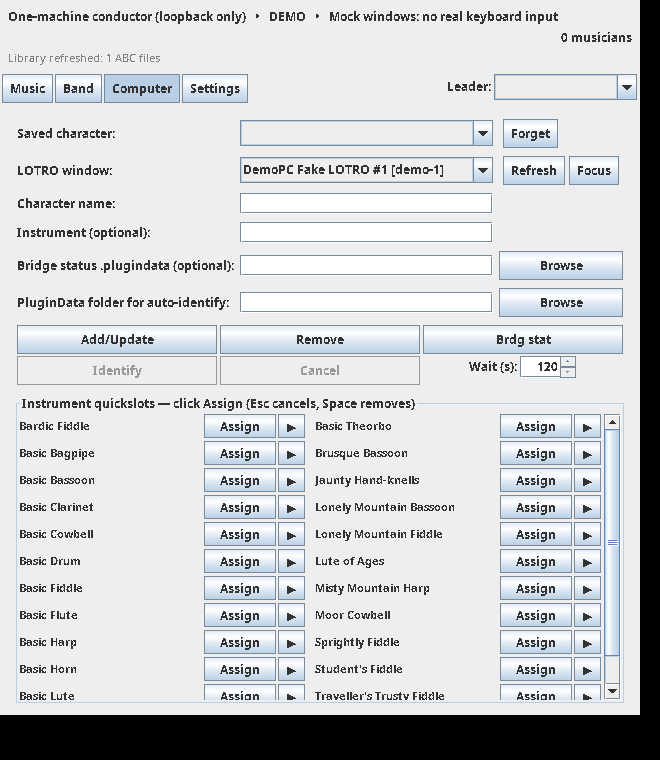 One-machine conductor (loopback only) • DEMO • Mock windows: no real keyboard input
0 musicians
Library refreshed: 1 ABC files
Music Band Computer Settings Leader:
Saved character: Forget
LOTRO window: DemoPC Fake LOTRO #1 [demo-1] Refresh Focus
Character name:
Instrument (optional):
Bridge status .plugindata (optional): Browse
PluginData folder for auto-identify: Browse
Add/Update Remove Brdg stat
Identify Cancel Wait (s): 120
Instrument quickslots — click Assign (Esc cancels, Space removes)
Bardic Fiddle Assign ▶ Basic Theorbo Assign ▶
Basic Bagpipe Assign ▶ Brusque Bassoon Assign ▶
Basic Bassoon Assign ▶ Jaunty Hand-knells Assign ▶
Basic Clarinet Assign ▶ Lonely Mountain Bassoon Assign ▶
Basic Cowbell Assign ▶ Lonely Mountain Fiddle Assign ▶
Basic Drum Assign ▶ Lute of Ages Assign ▶
Basic Fiddle Assign ▶ Misty Mountain Harp Assign ▶
Basic Flute Assign ▶ Moor Cowbell Assign ▶
Basic Harp Assign ▶ Sprightly Fiddle Assign ▶
Basic Horn Assign ▶ Student's Fiddle Assign ▶
Basic Lute Assign ▶ Traveller's Trusty Fiddle Assign ▶